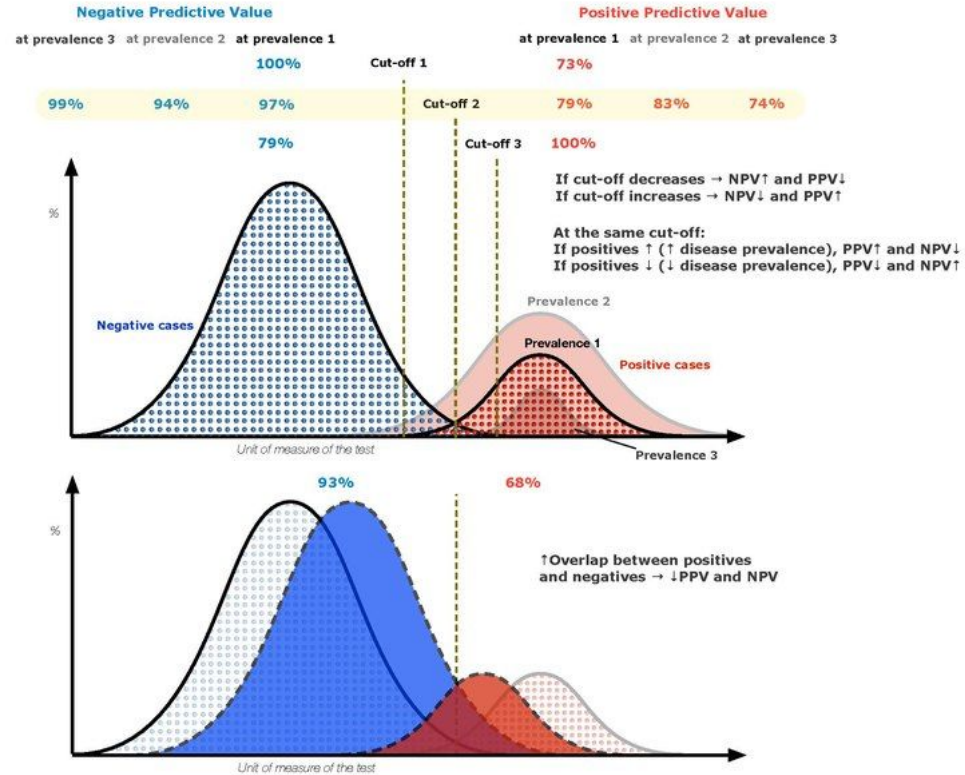 Negative Predictive Value
Positive Predictive Value
at prevalence 3 at prevalence 2 at prevalence 1
at prevalence 1 at prevalence 2 at prevalence 3
100%
Cut-off 1
73%
99% 94% 97%
Cut-off 2
79% 83% 74%
79%
Cut-off 3
100%
If cut-off decreases → NPV↑ and PPV↓
If cut-off increases → NPV↓ and PPV↑
%
At the same cut-off:
If positives ↑ (↑ disease prevalence), PPV↑ and NPV↓
If positives ↓ (↓ disease prevalence), PPV↓ and NPV↑
Prevalence 2
Negative cases
Prevalence 1
Positive cases
Unit of measure of the test
Prevalence 3
93%
68%
%
↑Overlap between positives
and negatives → ↓PPV and NPV
Unit of measure of the test